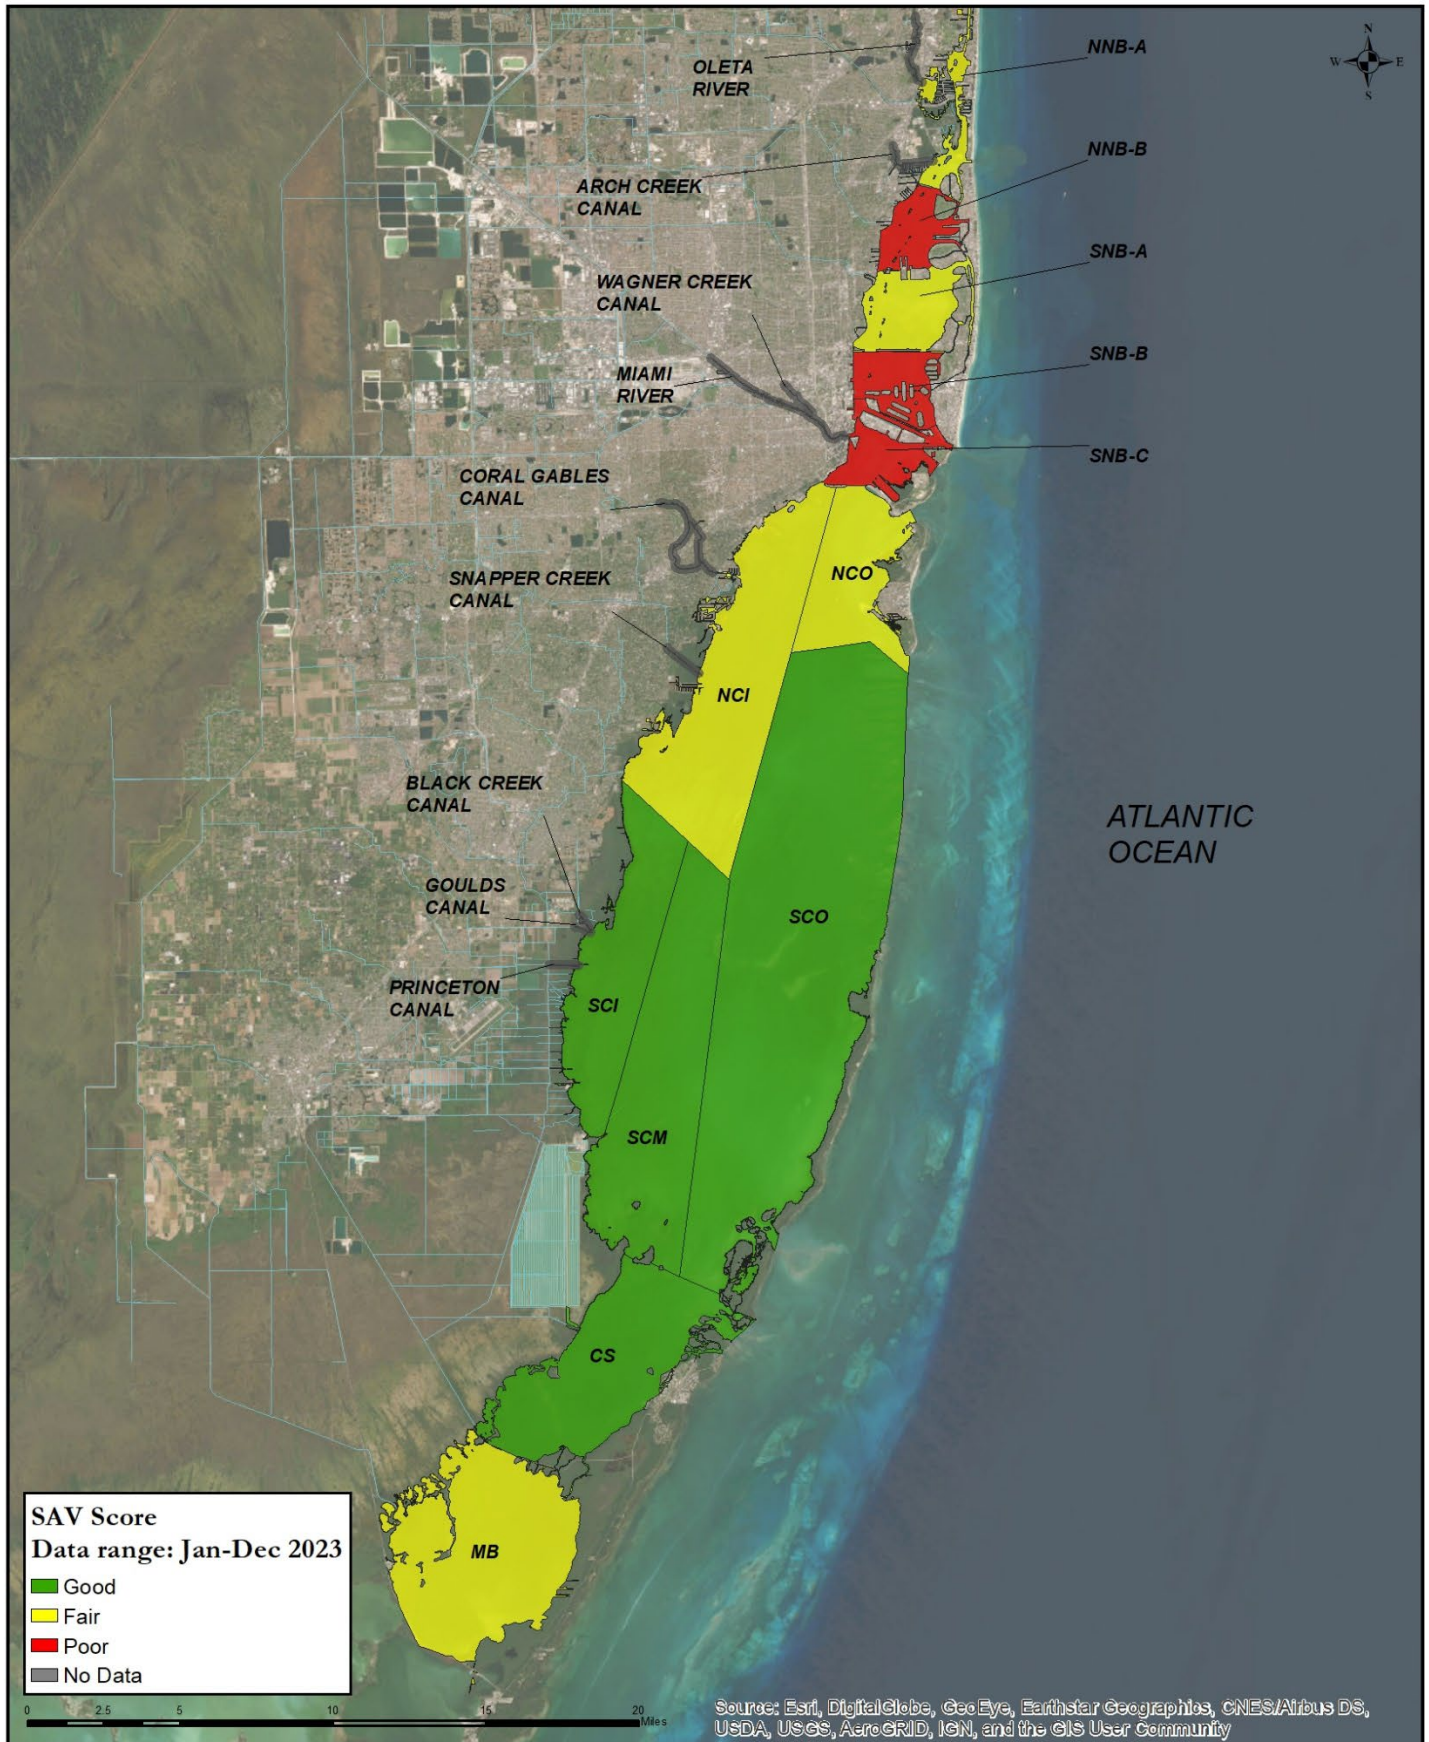 N
W E
S
OLETA
RIVER
NNB-A
NNB-B
ARCH CREEK
CANAL
SNB-A
WAGNER CREEK
CANAL
SNB-B
MIAMI
RIVER
SNB-C
CORAL GABLES
CANAL
NCO
SNAPPER CREEK
CANAL
NCI
BLACK CREEK
CANAL
ATLANTIC
OCEAN
GOULDS
CANAL
SCO
PRINCETON
CANAL
SCI
SCM
CS
MB
SAV Score
Data range: Jan-Dec 2023
Good
Fair
Poor
No Data
0 2.5 5 10 15 20
Miles
Source: Esri, DigitalGlobe, GeoEye, Earthstar Geographics, CNES/Airbus DS,
USDA, USGS, AeroGRID, IGN, and the GIS User Community